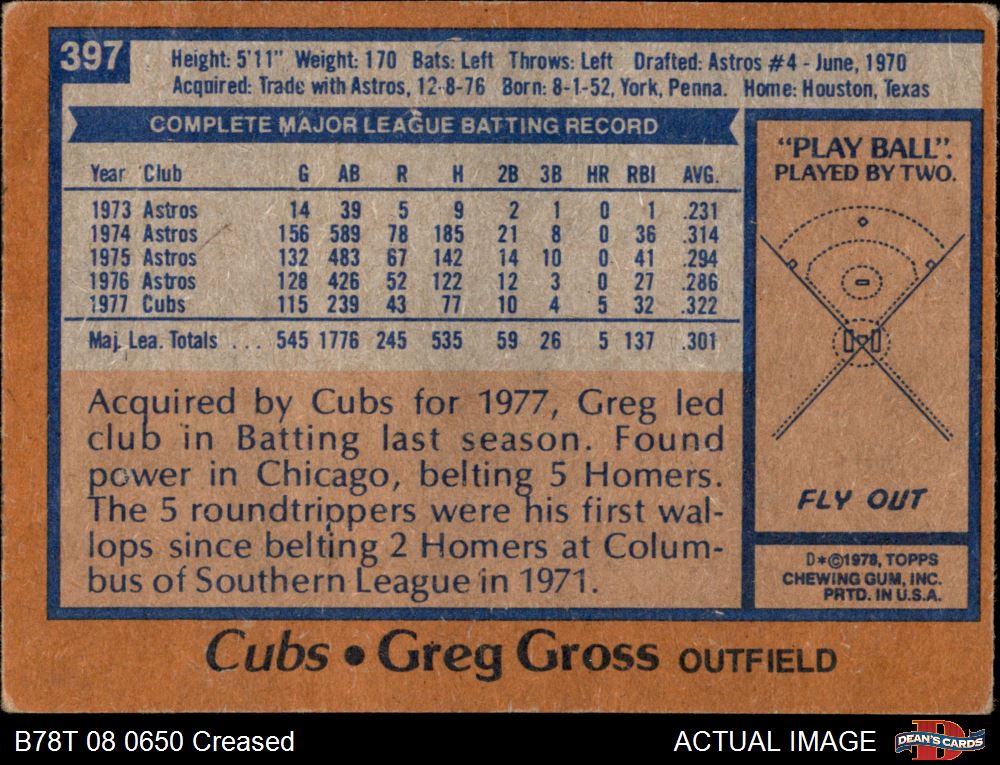 397
Height: 5'11" Weight: 170 Bats: Left Throws: Left Drafted: Astros #4 - June, 1970
Acquired: Trade with Astros, 12-8-76 Born: 8-1-52, York, Penna. Home: Houston, Texas
COMPLETE MAJOR LEAGUE BATTING RECORD
Year Club G AB R H 2B 3B HR RBI AVG.
1973 Astros 14 39 5 9 2 1 0 1 .231
1974 Astros 156 589 78 185 21 8 0 36 .314
1975 Astros 132 483 67 142 14 10 0 41 .294
1976 Astros 128 426 52 122 12 3 0 27 .286
1977 Cubs 115 239 43 77 10 4 5 32 .322
Maj. Lea. Totals ... 545 1776 245 535 59 26 5 137 .301
Acquired by Cubs for 1977, Greg led
club in Batting last season. Found
power in Chicago, belting 5 Homers.
The 5 roundtrippers were his first wal-
lops since belting 2 Homers at Colum-
bus of Southern League in 1971.
"PLAY BALL".
PLAYED BY TWO.
FLY OUT
D*©1978, TOPPS
CHEWING GUM, INC.
PRTD. IN U.S.A.
Cubs • Greg Gross OUTFIELD
B78T 08 0650 Creased
ACTUAL IMAGE
D
DEAN'S CARDS